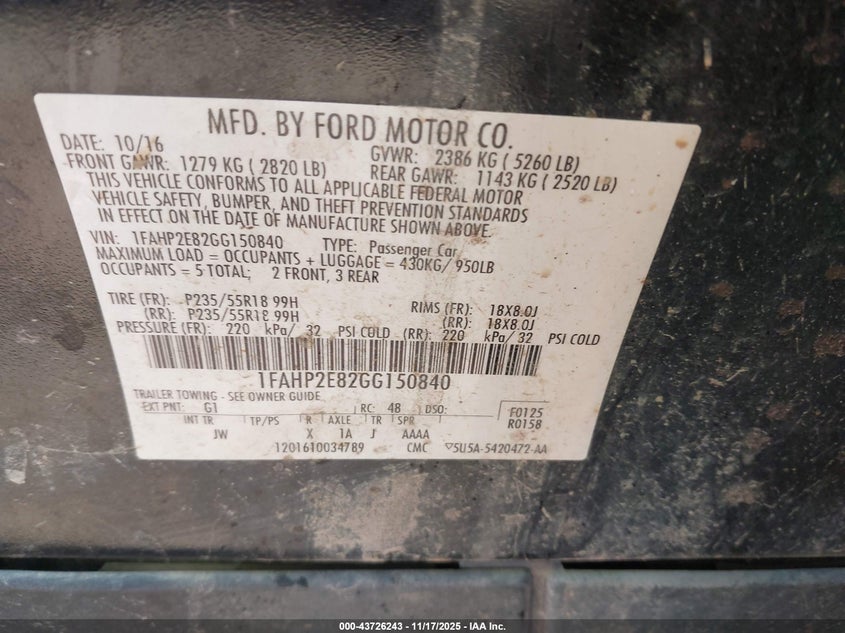 MFD. BY FORD MOTOR CO.
DATE: 10/16 GVWR: 2386 KG ( 5260 LB)
FRONT GAWR: 1279 KG ( 2820 LB) REAR GAWR: 1143 KG ( 2520 LB)
THIS VEHICLE CONFORMS TO ALL APPLICABLE FEDERAL MOTOR
VEHICLE SAFETY, BUMPER, AND THEFT PREVENTION STANDARDS
IN EFFECT ON THE DATE OF MANUFACTURE SHOWN ABOVE.
VIN: 1FAHP2E82GG150840 TYPE: Passenger Car
MAXIMUM LOAD = OCCUPANTS + LUGGAGE = 430KG/ 950LB
OCCUPANTS = 5 TOTAL; 2 FRONT, 3 REAR
TIRE (FR): P235/55R18 99H RIMS (FR): 18X8.0J
(RR): P235/55R18 99H (RR): 18X8.0J
PRESSURE (FR): 220 kPa/ 32 PSI COLD (RR): 220 kPa/ 32 PSI COLD
1FAHP2E82GG150840
TRAILER TOWING - SEE OWNER GUIDE
EXT PNT: G1 RC: 48 DSO: F0125
INT TR TP/PS R AXLE TR SPR R0158
JW X 1A J AAAA
1201610034789 CMC 5U5A-5420472-AA
000-43726243 | 11/17/2025 - IAA Inc.